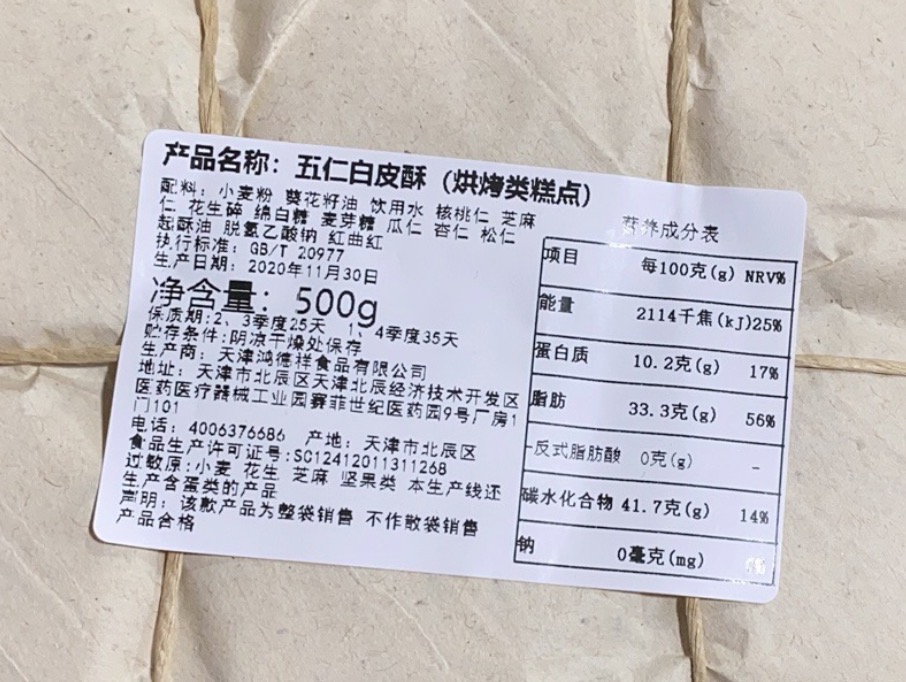 产品名称：五仁白皮酥（烘烤类糕点）
配料：小麦粉 葵花籽油 饮用水 核桃仁 芝麻
仁 花生碎 绵白糖 麦芽糖 瓜仁 杏仁 松仁
起酥油 脱氢乙酸钠 红曲红
执行标准：GB/T 20977
生产日期：2020年11月30日
净含量：500g
保质期:2、3季度25天 1、4季度35天
贮存条件:阴凉干燥处保存
生产商：天津鸿德祥食品有限公司
地址：天津市北辰区天津北辰经济技术开发区
医药医疗器械工业园赛菲世纪医药园9号厂房1
门101
电话：4006376686 产地：天津市北辰区
食品生产许可证号:SC12412011311268
过敏原:小麦 花生 芝麻 坚果类 本生产线还
生产含蛋类的产品
声明：该款产品为整袋销售 不作散袋销售
产品合格
营养成分表
项目 每100克(g) NRV%
能量 2114千焦(kJ) 25%
蛋白质 10.2克(g) 17%
脂肪 33.3克(g) 56%
-反式脂肪酸 0克(g) -
碳水化合物 41.7克(g) 14%
钠 0毫克(mg) 0%